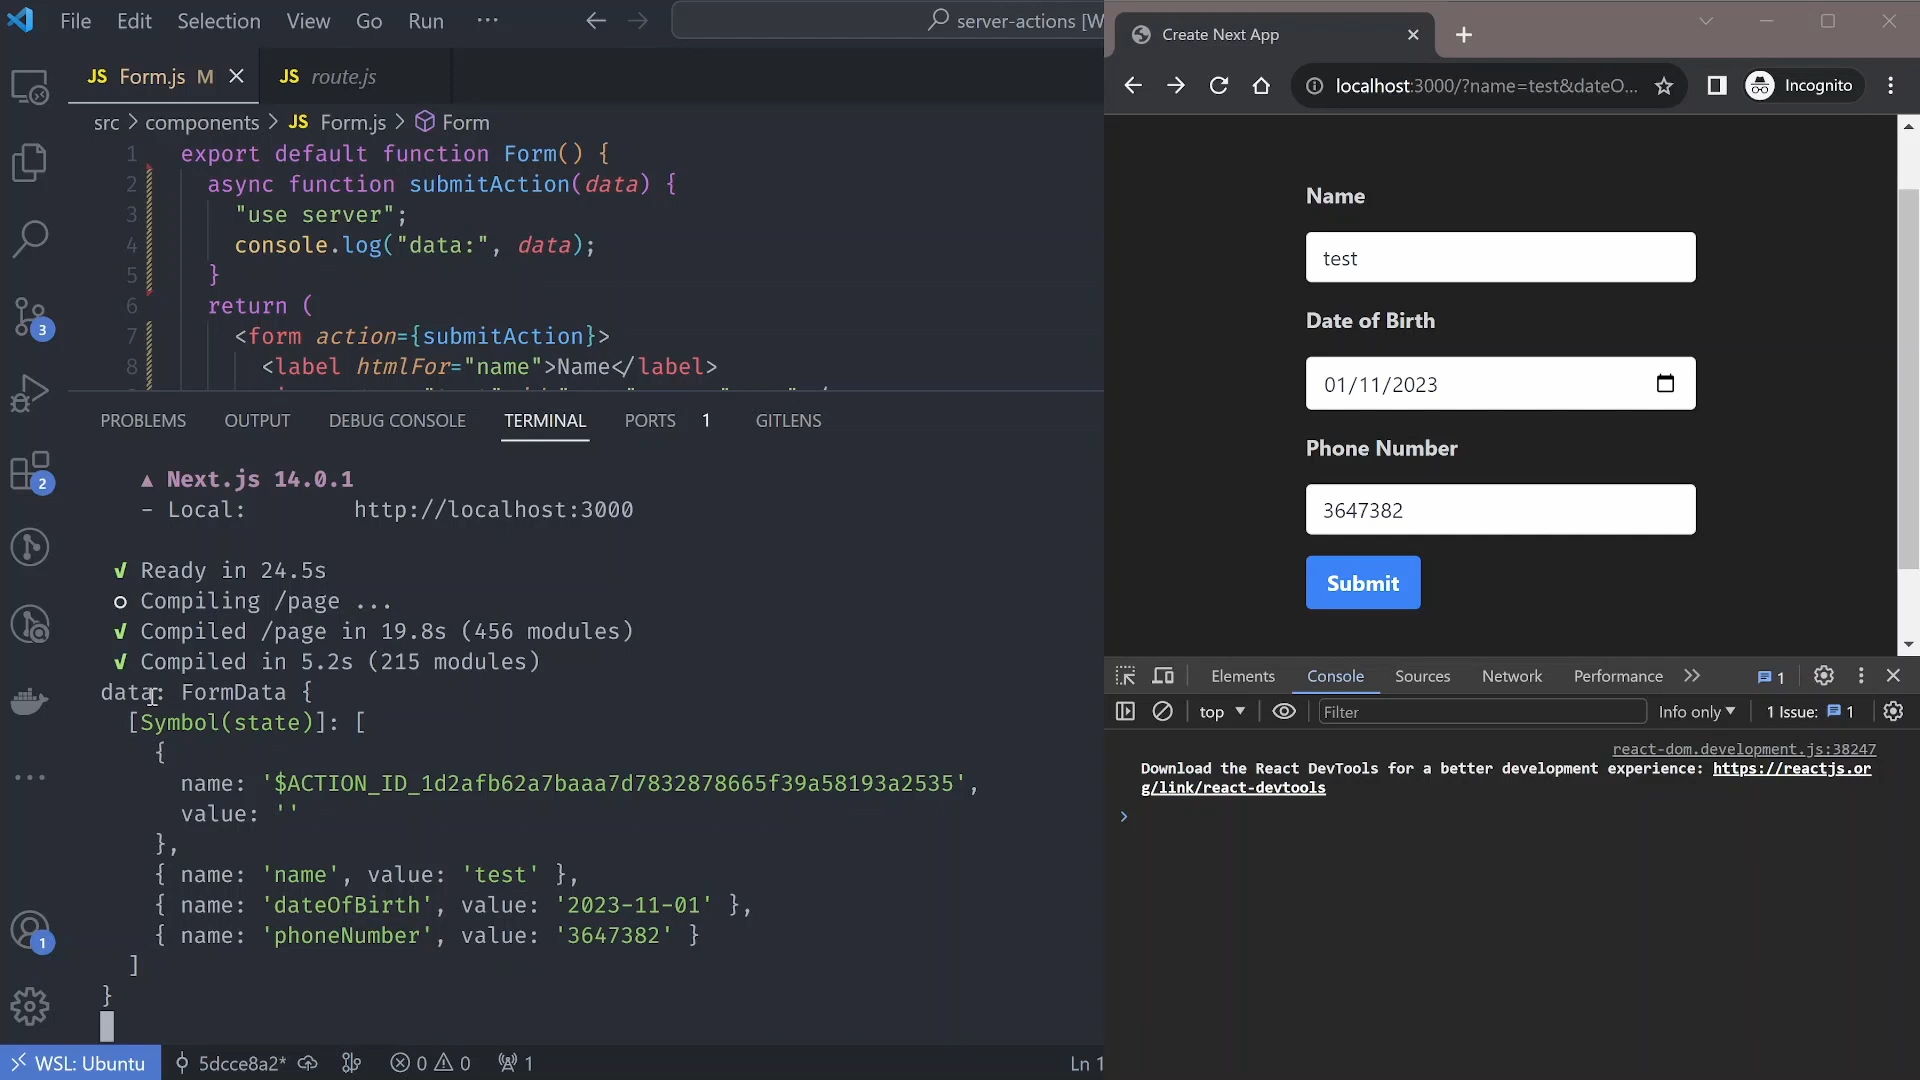 File Edit Selection View Go Run ... server-actions [W
JS Form.js M JS route.js
src > components > JS Form.js > Form
1 export default function Form() {
2 async function submitAction(data) {
3 "use server";
4 console.log("data:", data);
5 }
6 return (
7 <form action={submitAction}>
8 <label htmlFor="name">Name</label>
PROBLEMS OUTPUT DEBUG CONSOLE TERMINAL PORTS 1 GITLENS
▲ Next.js 14.0.1
- Local: http://localhost:3000
✓ Ready in 24.5s
○ Compiling /page ...
✓ Compiled /page in 19.8s (456 modules)
✓ Compiled in 5.2s (215 modules)
data: FormData {
[Symbol(state)]: [
{
name: '$ACTION_ID_1d2afb62a7baaa7d7832878665f39a58193a2535',
value: ''
},
{ name: 'name', value: 'test' },
{ name: 'dateOfBirth', value: '2023-11-01' },
{ name: 'phoneNumber', value: '3647382' }
]
}
3
2
1
WSL: Ubuntu 5dcce8a2* 0 0 1 Ln 1
Create Next App
localhost:3000/?name=test&dateO... Incognito
Name
test
Date of Birth
01/11/2023
Phone Number
3647382
Submit
Elements Console Sources Network Performance 1
top Filter Info only 1 Issue: 1
react-dom.development.js:38247
Download the React DevTools for a better development experience: https://reactjs.or
g/link/react-devtools